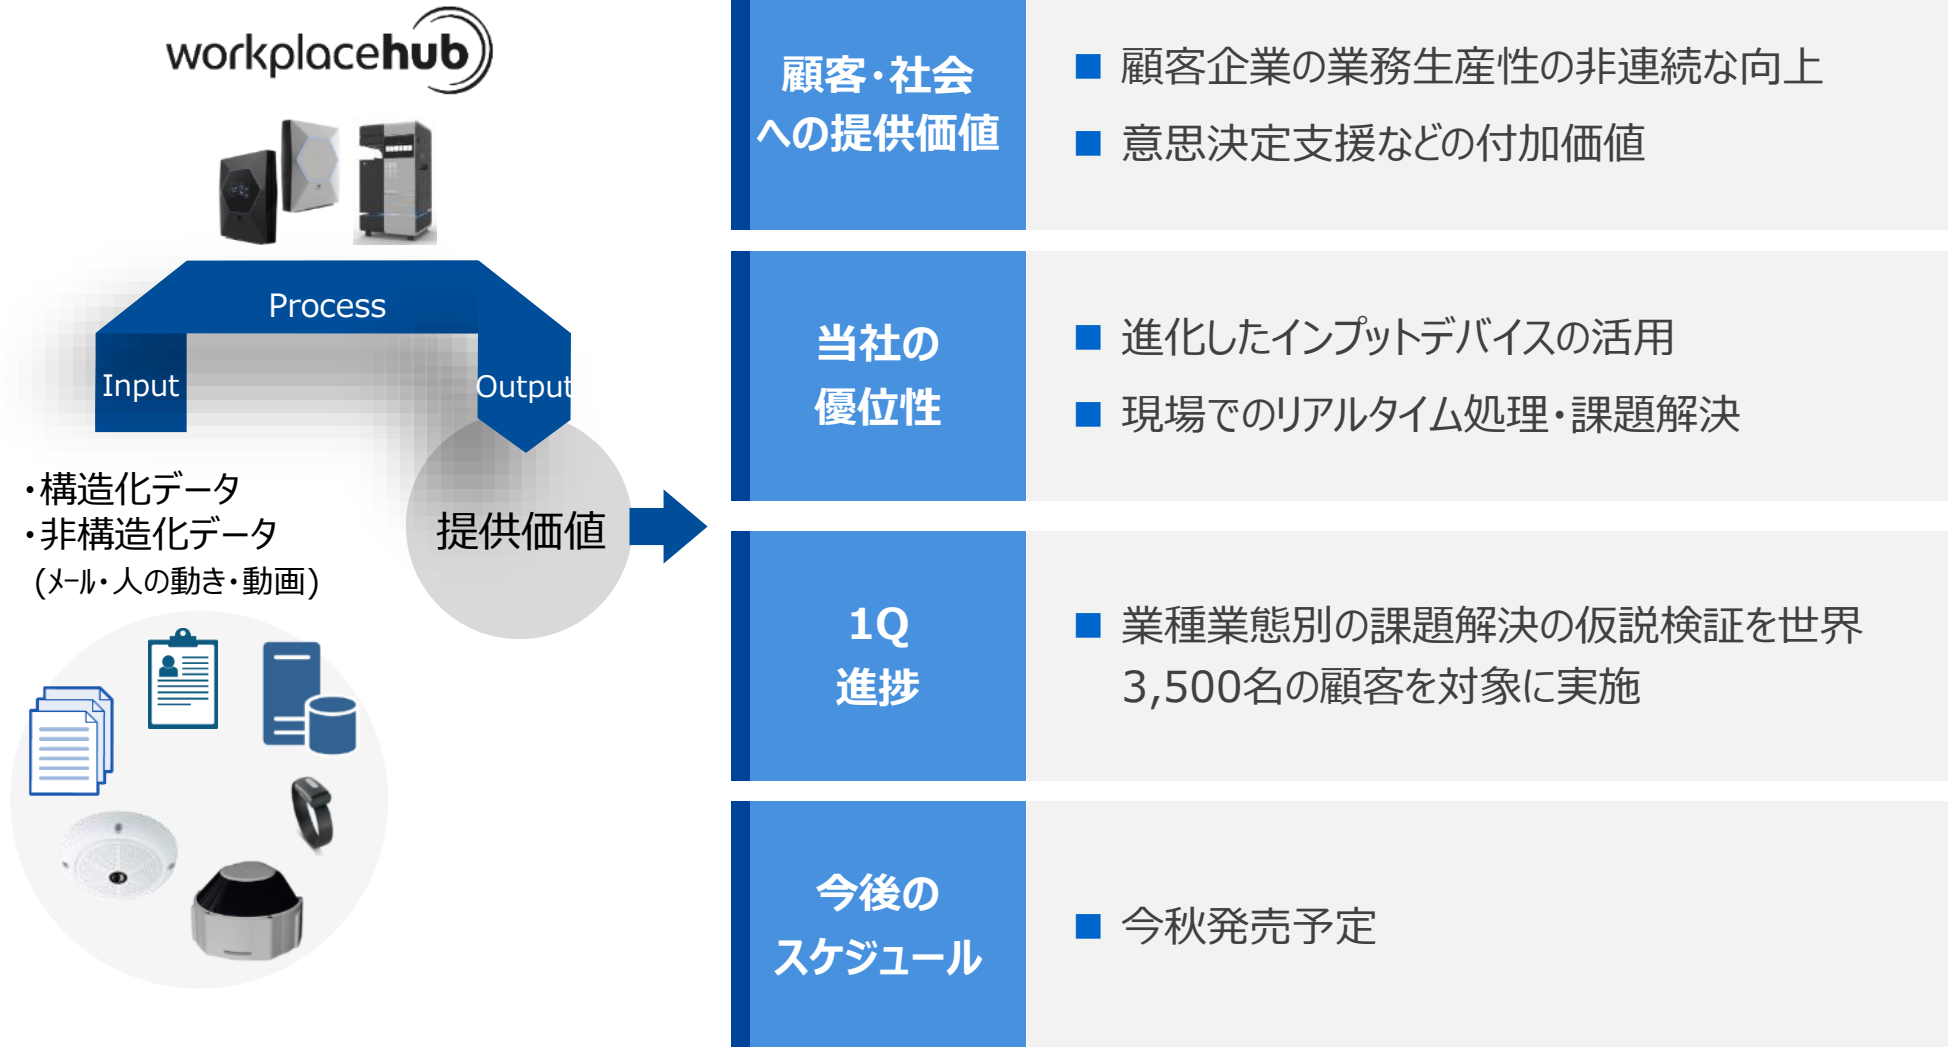 workplacehub
Process
Input
Output
・構造化データ
・非構造化データ
(メール・人の動き・動画)
提供価値
顧客・社会
への提供価値
■ 顧客企業の業務生産性の非連続な向上
■ 意思決定支援などの付加価値
当社の
優位性
■ 進化したインプットデバイスの活用
■ 現場でのリアルタイム処理・課題解決
1Q
進捗
■ 業種業態別の課題解決の仮説検証を世界
3,500名の顧客を対象に実施
今後の
スケジュール
■ 今秋発売予定